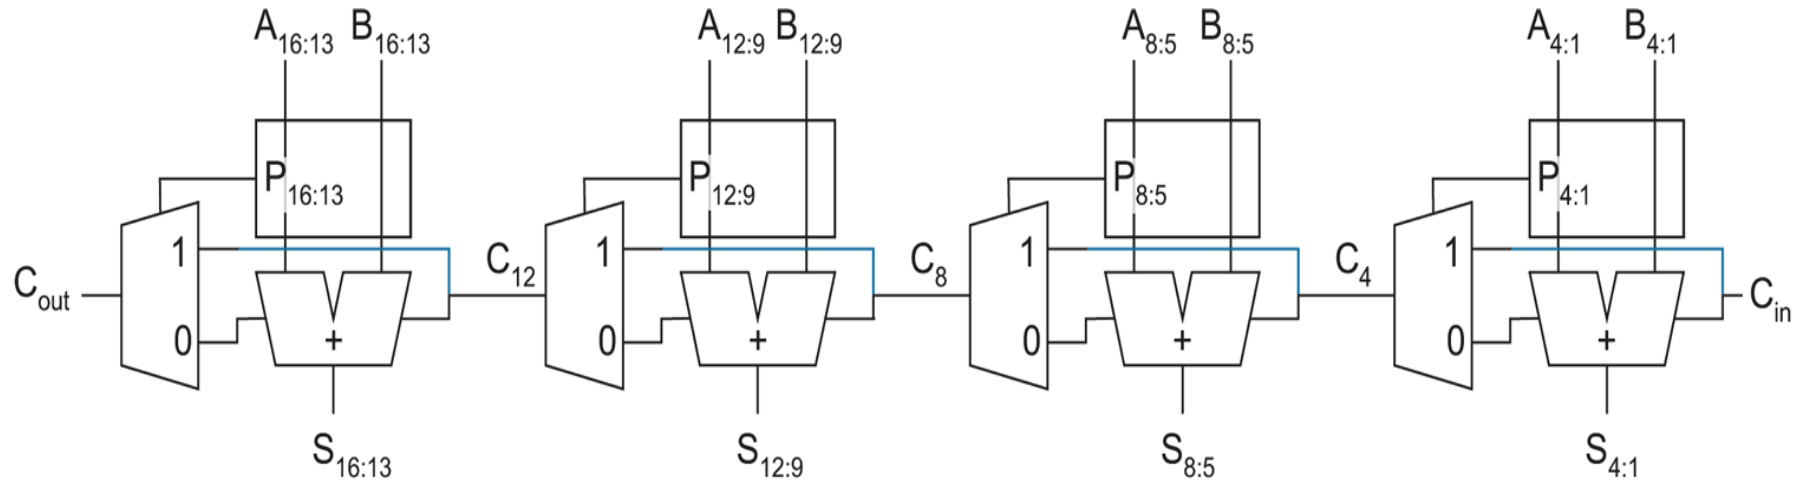 A16:13 B16:13 A12:9 B12:9 A8:5 B8:5 A4:1 B4:1
P16:13 P12:9 P8:5 P4:1
1 1 1 1
Cout C12 C8 C4 Cin
0 + 0 + 0 + 0 +
S16:13 S12:9 S8:5 S4:1